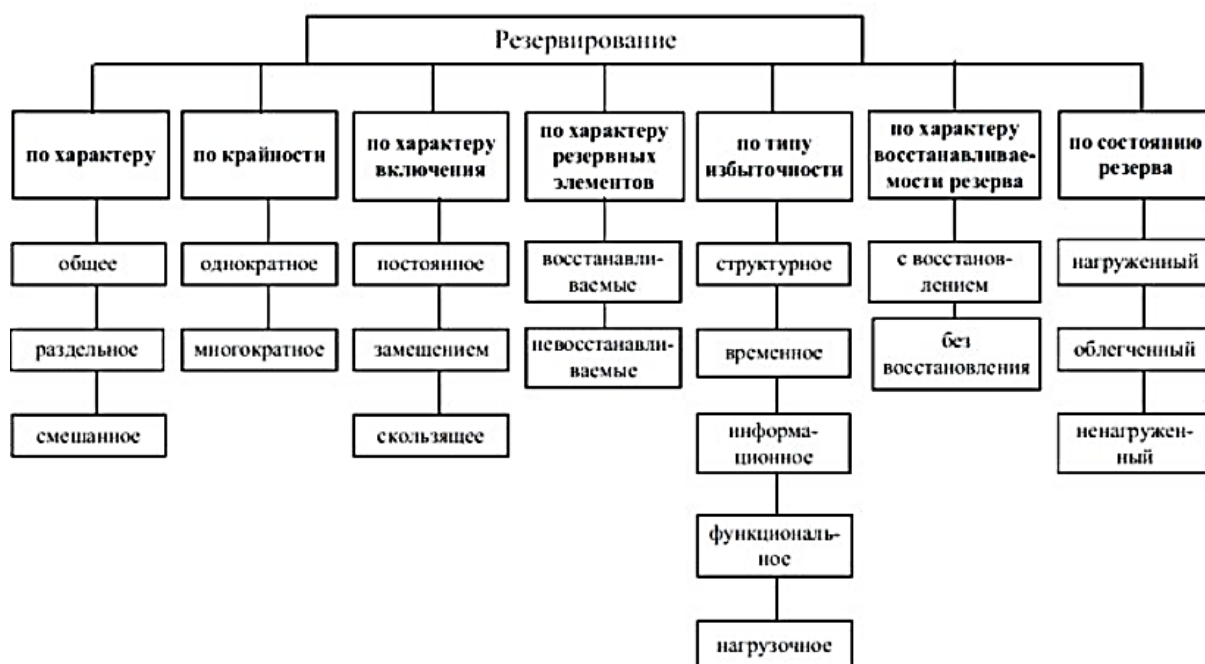 Резервирование
по характеру
по крайности
по характеру
включения
по характеру
резервных
элементов
по типу
избыточности
по характеру
восстанавливае-
мости резерва
по состоянию
резерва
общее
раздельное
смешанное
однократное
многократное
постоянное
замещением
скользящее
восстанавли-
ваемые
невосстанавли-
ваемые
структурное
временное
информа-
ционное
функциональ-
ное
нагрузочное
с восстанов-
лением
без
восстановления
нагруженный
облегченный
ненагружен-
ный